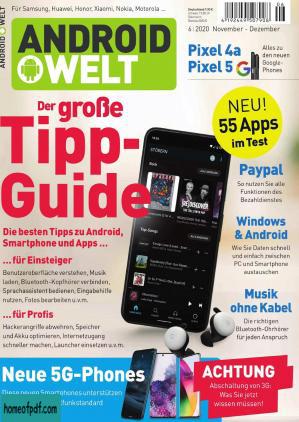 ANDROID WELT
Für Samsung, Huawei, Honor, Xiaomi, Nokia, Motorola ...
6 | 2020 November - Dezember
ANDROID
WELT
Pixel 4a
Pixel 5
Alles zu
den neuen
Google-
Phones
NEU!
55 Apps
im Test
Der große
Tipp-
Guide
Die besten Tipps zu Android,
Smartphone und Apps ...
... für Einsteiger
Benutzeroberfläche verstehen, Musik
laden, Bluetooth-Kopfhörer verbinden,
Sprachassistent bedienen, Eingabehilfe
nutzen, Fotos bearbeiten u.v.m.
... für Profis
Hackerangriffe abwehren, Speicher
und Akku optimieren, Internetzugang
schneller machen, Launcher einsetzen u.v.m.
Paypal
So nutzen Sie alle
Funktionen des
Bezahldienstes
Windows
& Android
Wie Sie Daten schnell
und einfach zwischen
PC und Smartphone
austauschen
Musik
ohne Kabel
Die richtigen
Bluetooth-Ohrhörer
für jeden Anspruch
Neue 5G-Phones
Diese neuen Smartphones unterstützen
funkstandard
ACHTUNG
Abschaltung von 3G:
Was Sie jetzt
wissen müssen!
homeofpdf.com